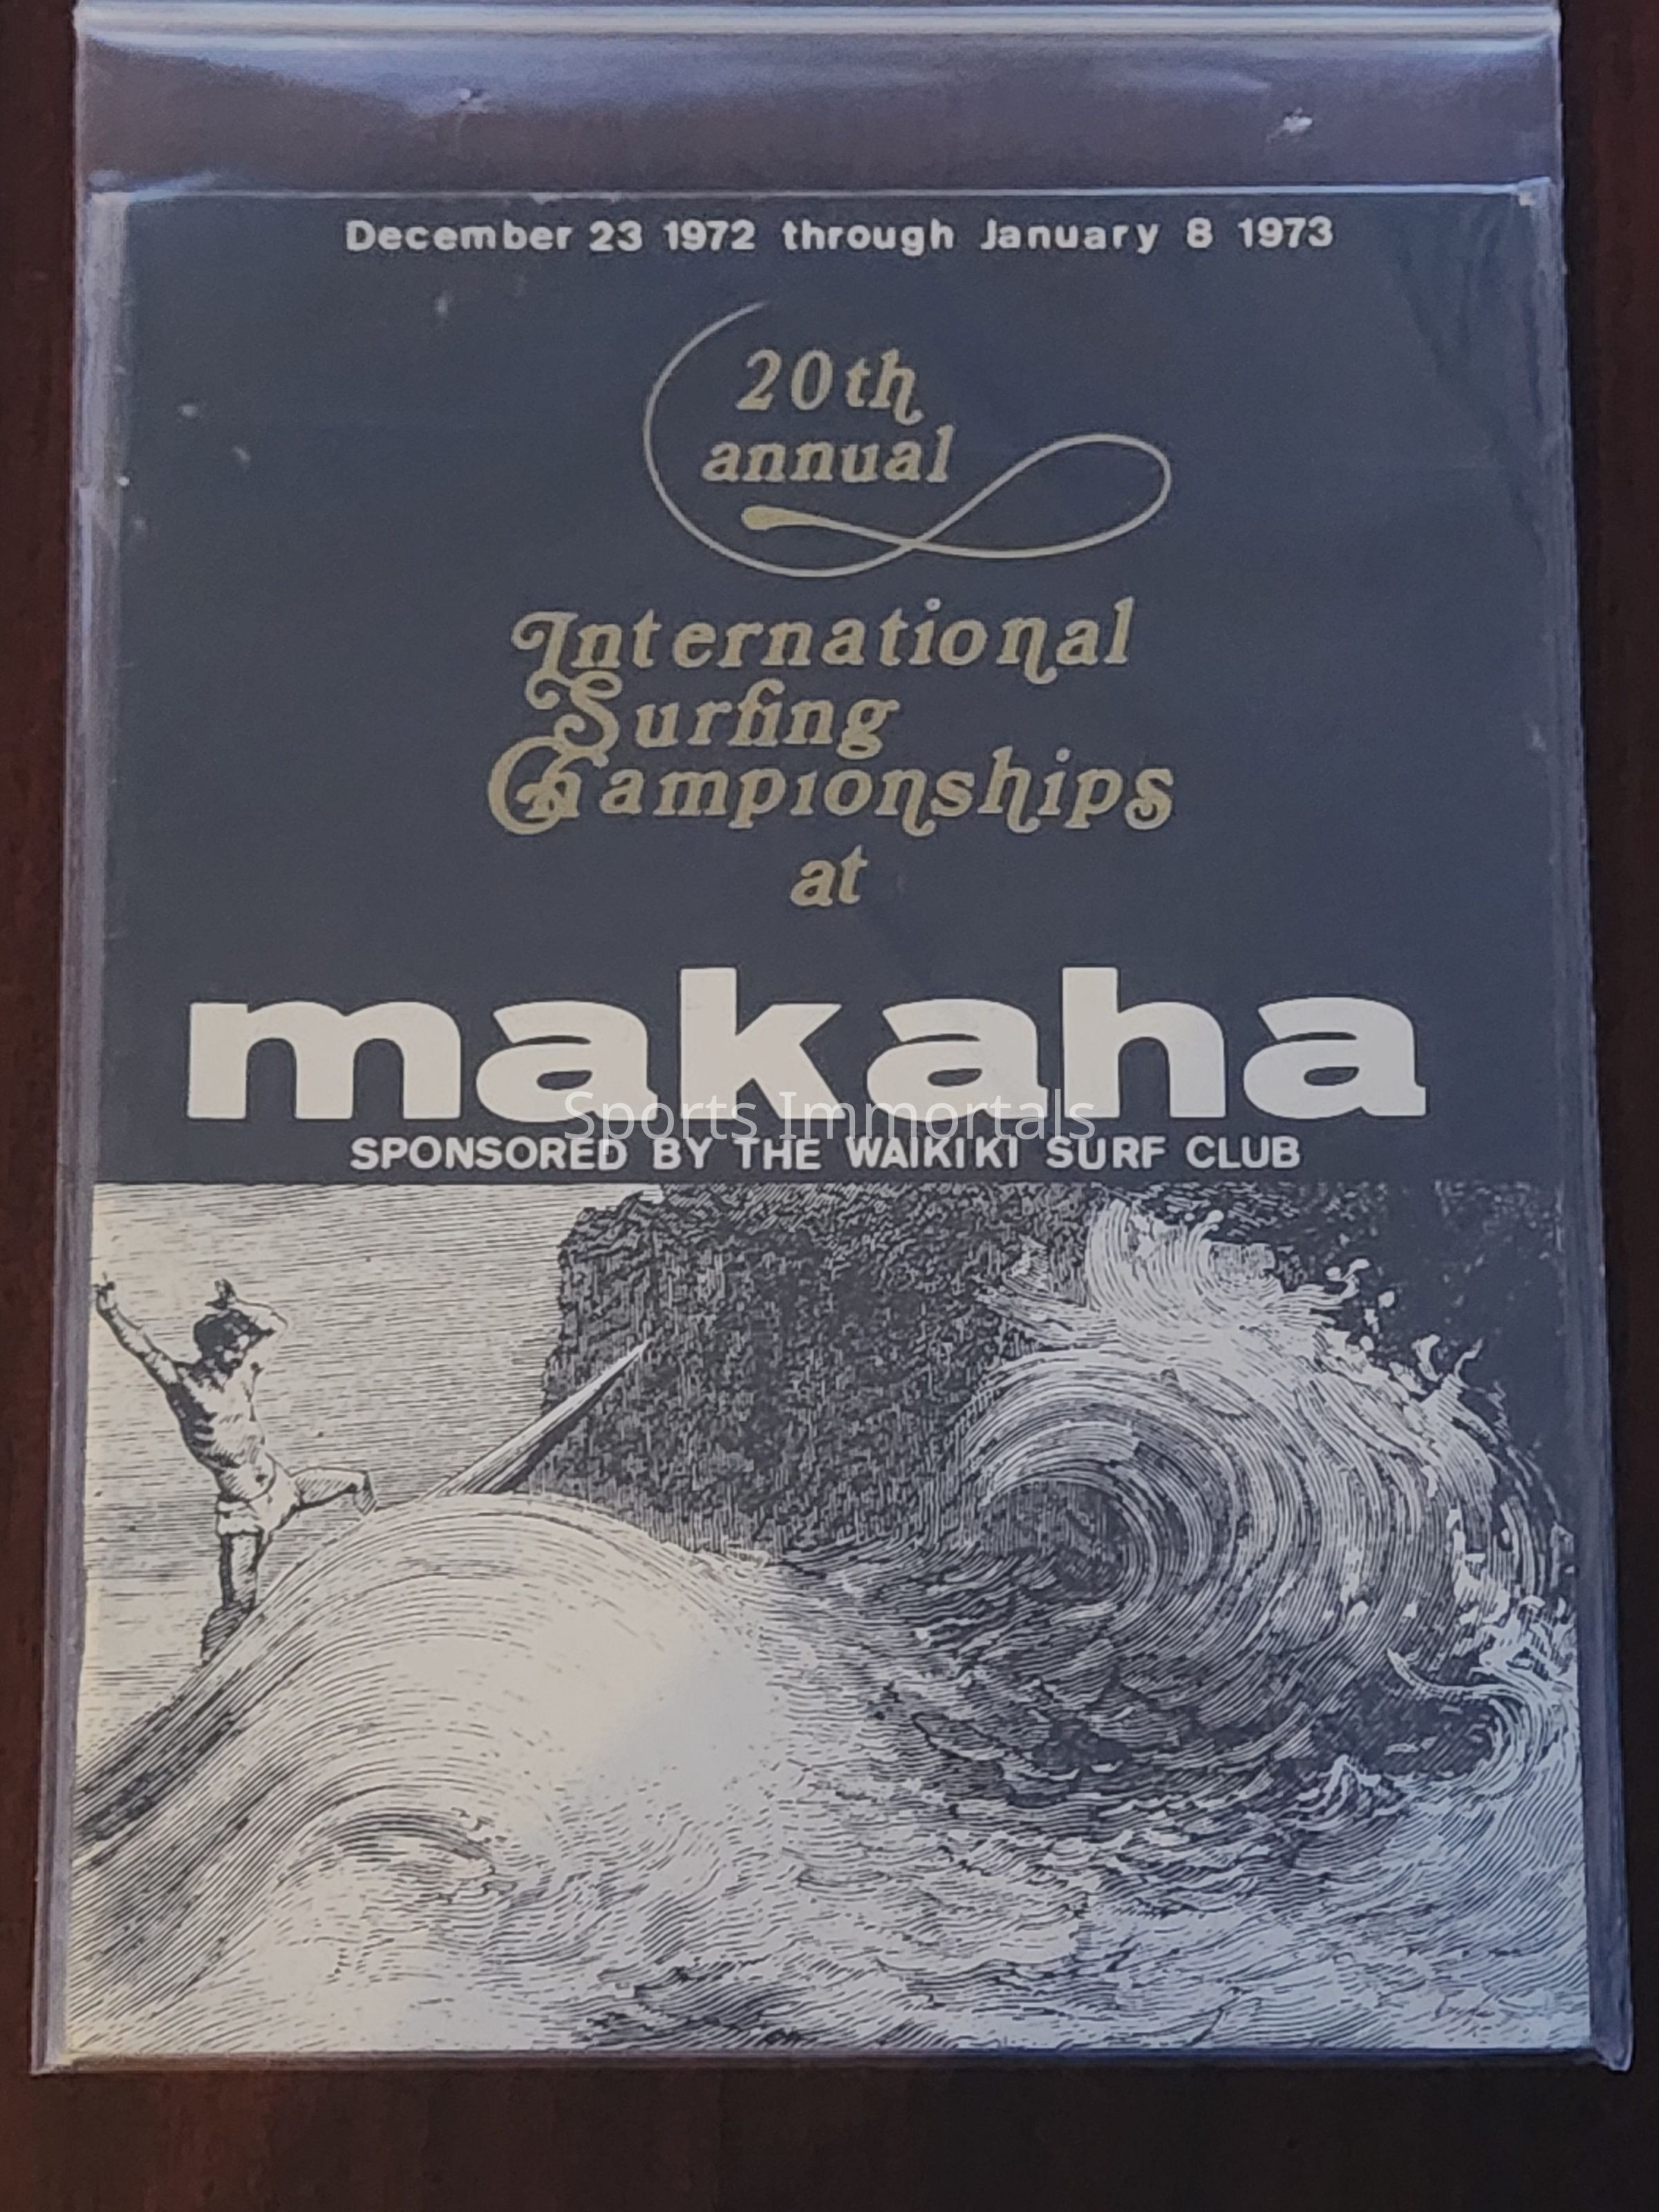 December 23 1972 through January 8 1973
20th
annual
International
Surfing
Championships
at
makaha
Sports Immortals
SPONSORED BY THE WAIKIKI SURF CLUB